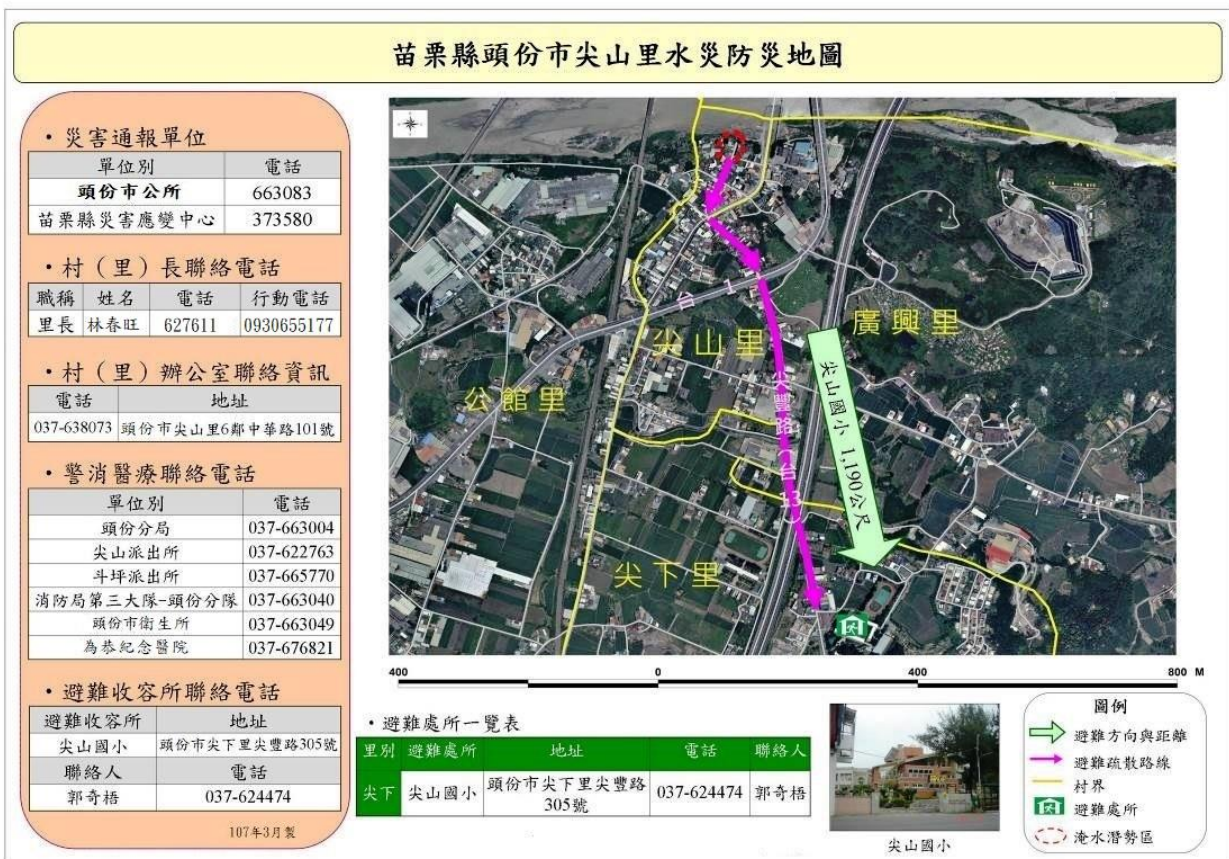 苗栗縣頭份市尖山里水災防災地圖
・災害通報單位
單位別 電話
頭份市公所 663083
苗栗縣災害應變中心 373580
・村（里）長聯絡電話
職稱 姓名 電話 行動電話
里長 林春旺 627611 0930655177
・村（里）辦公室聯絡資訊
電話 地址
037-638073 頭份市尖山里6鄰中華路101號
・警消醫療聯絡電話
單位別 電話
頭份分局 037-663004
尖山派出所 037-622763
斗坪派出所 037-665770
消防局第三大隊-頭份分隊 037-663040
頭份市衛生所 037-663049
為恭紀念醫院 037-676821
・避難收容所聯絡電話
避難收容所 地址
尖山國小 頭份市尖下里尖豐路305號
聯絡人 電話
郭奇梧 037-624474
107年3月製
台 1
尖山里
廣興里
公館里
尖豐路(台13)
尖山國小 1,190公尺
尖下里
400 0 400 800 M
・避難處所一覽表
里別 避難處所 地址 電話 聯絡人
尖下 尖山國小 頭份市尖下里尖豐路305號 037-624474 郭奇梧
尖山國小
圖例
避難方向與距離
避難疏散路線
村界
避難處所
淹水潛勢區